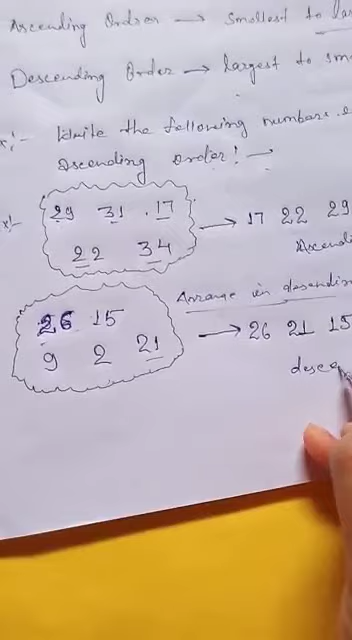 Ascending Order → Smallest to
Descending Order → largest to
Write the following numbers
Ascending order! →
29 31 17 → 17 22 29
22 34
Arrange in
26 15 → 26 21 15
9 2 21